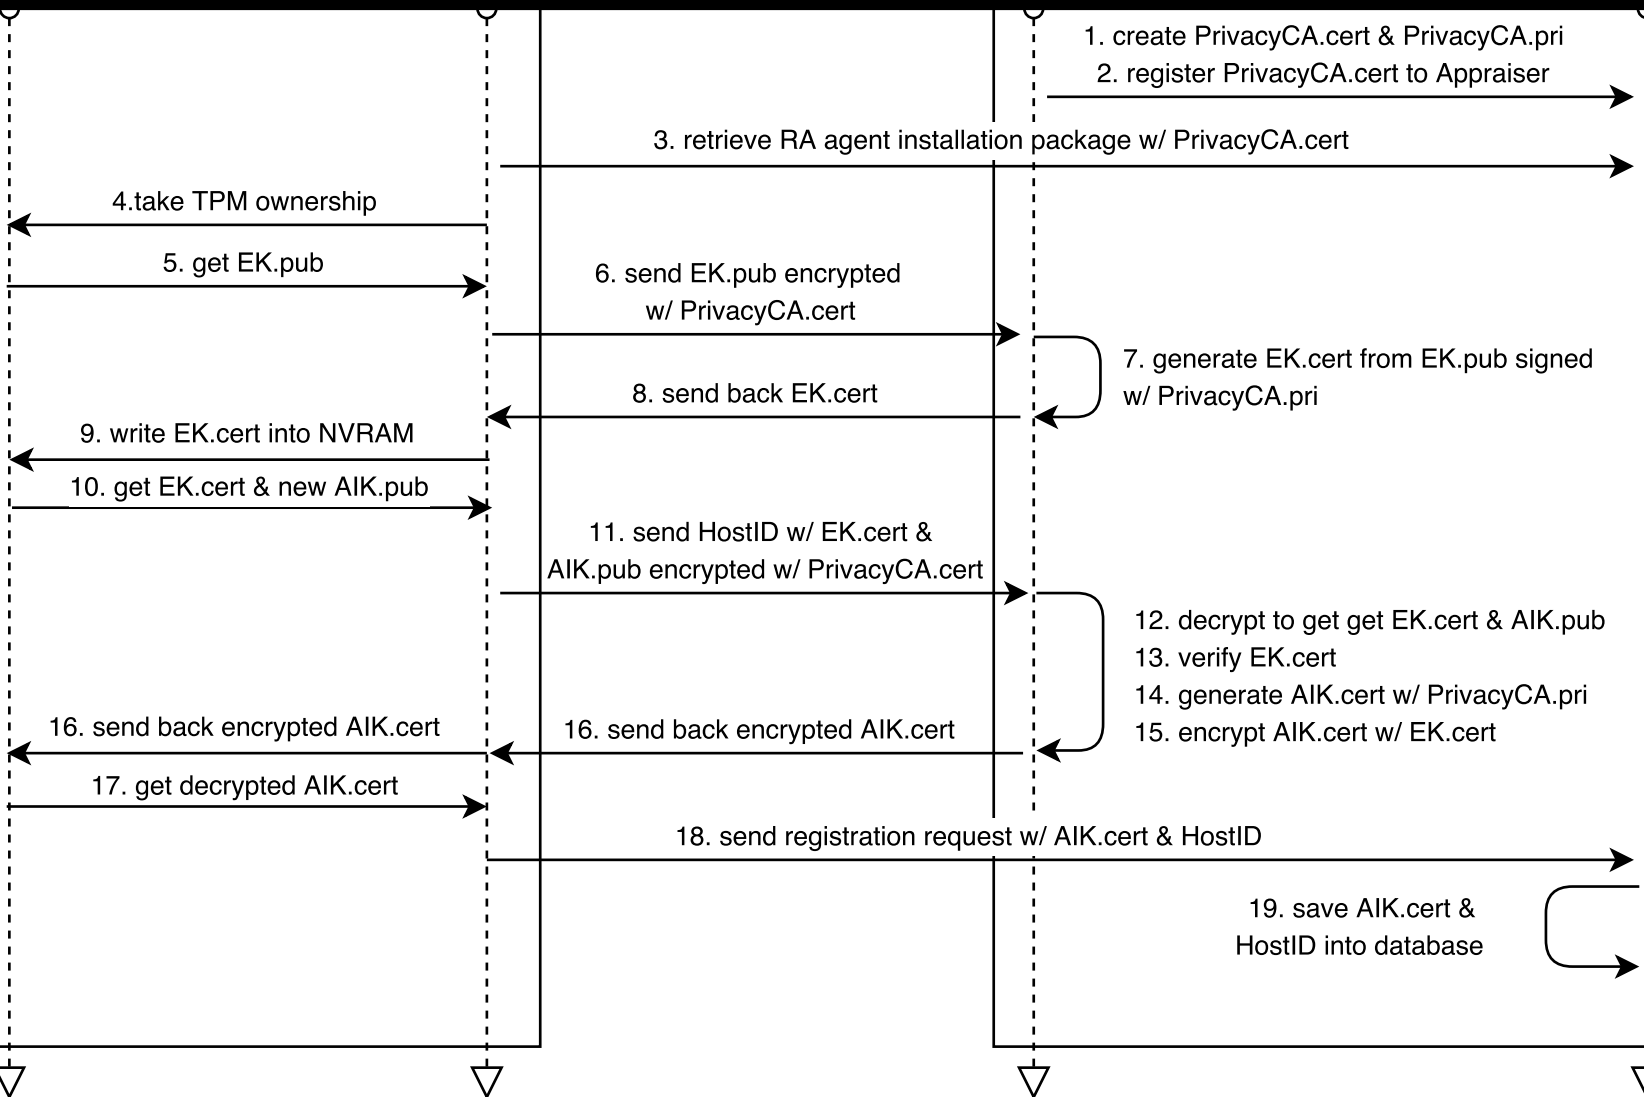 1. create PrivacyCA.cert & PrivacyCA.pri
2. register PrivacyCA.cert to Appraiser
3. retrieve RA agent installation package w/ PrivacyCA.cert
4.take TPM ownership
5. get EK.pub
6. send EK.pub encrypted
w/ PrivacyCA.cert
7. generate EK.cert from EK.pub signed
w/ PrivacyCA.pri
8. send back EK.cert
9. write EK.cert into NVRAM
10. get EK.cert & new AIK.pub
11. send HostID w/ EK.cert &
AIK.pub encrypted w/ PrivacyCA.cert
12. decrypt to get get EK.cert & AIK.pub
13. verify EK.cert
14. generate AIK.cert w/ PrivacyCA.pri
15. encrypt AIK.cert w/ EK.cert
16. send back encrypted AIK.cert
16. send back encrypted AIK.cert
17. get decrypted AIK.cert
18. send registration request w/ AIK.cert & HostID
19. save AIK.cert &
HostID into database